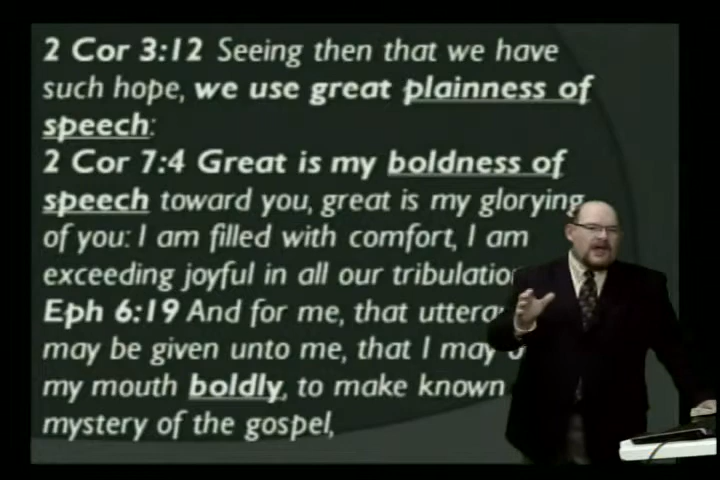 2 Cor 3:12 Seeing then that we have
such hope, we use great plainness of
speech:
2 Cor 7:4 Great is my boldness of
speech toward you, great is my glorying
of you: I am filled with comfort, I am
exceeding joyful in all our
Eph 6:19 And for me, that
may be given unto me, that I may
my mouth boldly, to make known
mystery of the gospel,